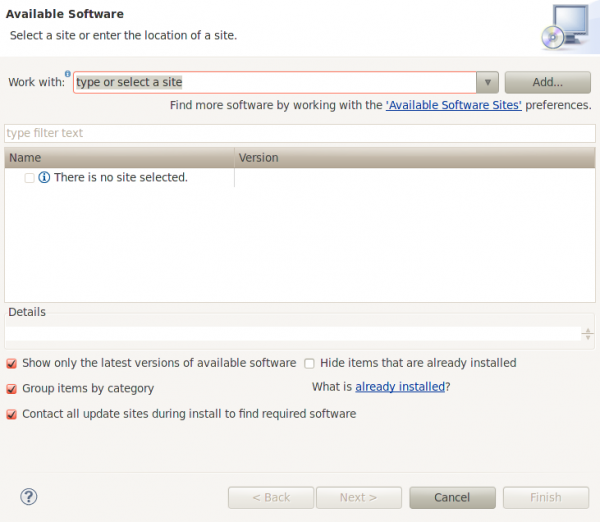 Available Software
Select a site or enter the location of a site.
Work with: type or select a site Add...
Find more software by working with the 'Available Software Sites' preferences.
type filter text
Name Version
There is no site selected.
Details
Show only the latest versions of available software Hide items that are already installed
Group items by category What is already installed?
Contact all update sites during install to find required software
? < Back Next > Cancel Finish